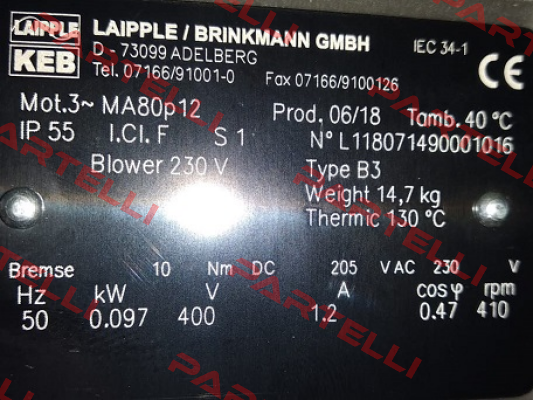 LAIPPLE LAIPPLE / BRINKMANN GMBH IEC 34-1
KEB D - 73099 ADELBERG CE
Tel. 07166/91001-0 Fax 07166/9100126
Mot.3~ MA80p12 Prod. 06/18 Tamb. 40 °C
IP 55 I.Cl. F S 1 N° L118071490001016
Blower 230 V Type B3
Weight 14,7 kg
Thermic 130 °C
Bremse 10 Nm DC 205 V AC 230 V
Hz kW V A cosφ rpm
50 0.097 400 1.2 0.47 410
PARTELLI